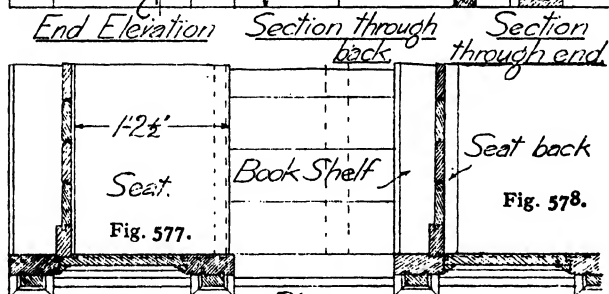 End Elevation
Section through
back
Section
through end.
1'-2½"
Seat.
Book Shelf
Seat back
Fig. 577.
Fig. 578.